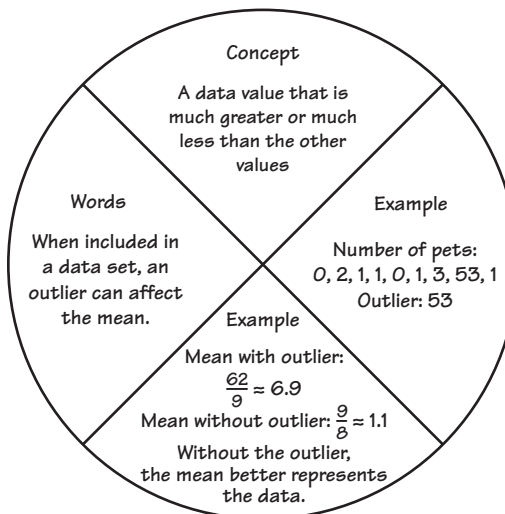 Concept
A data value that is
much greater or much
less than the other
values
Words
When included in
a data set, an
outlier can affect
the mean.
Example
Number of pets:
0, 2, 1, 1, 0, 1, 3, 53, 1
Outlier: 53
Example
Mean with outlier:
62/9 ≈ 6.9
Mean without outlier: 9/8 ≈ 1.1
Without the outlier,
the mean better represents
the data.